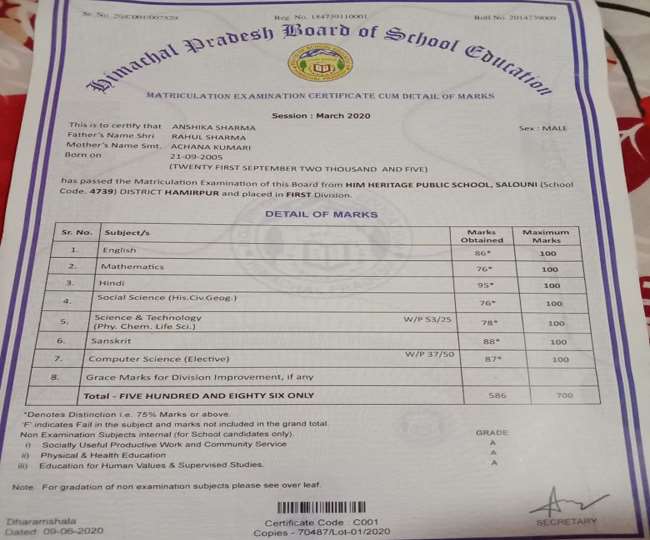 Himachal Pradesh Board of School Education
MATRICULATION EXAMINATION CERTIFICATE CUM DETAIL OF MARKS
Session : March 2020
This is to certify that ANSHIKA SHARMA Sex : MALE
Father's Name Shri RAHUL SHARMA
Mother's Name Smt. ACHANA KUMARI
Born on 21-09-2005
(TWENTY FIRST SEPTEMBER TWO THOUSAND AND FIVE)
has passed the Matriculation Examination of this Board from HIM HERITAGE PUBLIC SCHOOL, SALOUNI (School
Code. 4739) DISTRICT HAMIRPUR and placed in FIRST Division.
DETAIL OF MARKS
Sr. No. Subject/s Marks Obtained Maximum Marks
1. English 86* 100
2. Mathematics 76* 100
3. Hindi 95* 100
4. Social Science (His.Civ.Geog.) 76* 100
5. Science & Technology (Phy. Chem. Life Sci.) W/P 53/25 78* 100
6. Sanskrit 88* 100
7. Computer Science (Elective) W/P 37/50 87* 100
8. Grace Marks for Division Improvement, if any
Total - FIVE HUNDRED AND EIGHTY SIX ONLY 586 700
*Denotes Distinction i.e. 75% Marks or above.
'F' indicates Fail in the subject and marks not included in the grand total.
Non Examination Subjects internal (for School candidates only). GRADE
i) Socially Useful Productive Work and Community Service A
ii) Physical & Health Education A
iii) Education for Human Values & Supervised Studies. A
Note. For gradation of non examination subjects please see over leaf.
Dharamshala
Dated: 09-06-2020
Certificate Code : C001
Copies - 70487/Lot-01/2020
SECRETARY